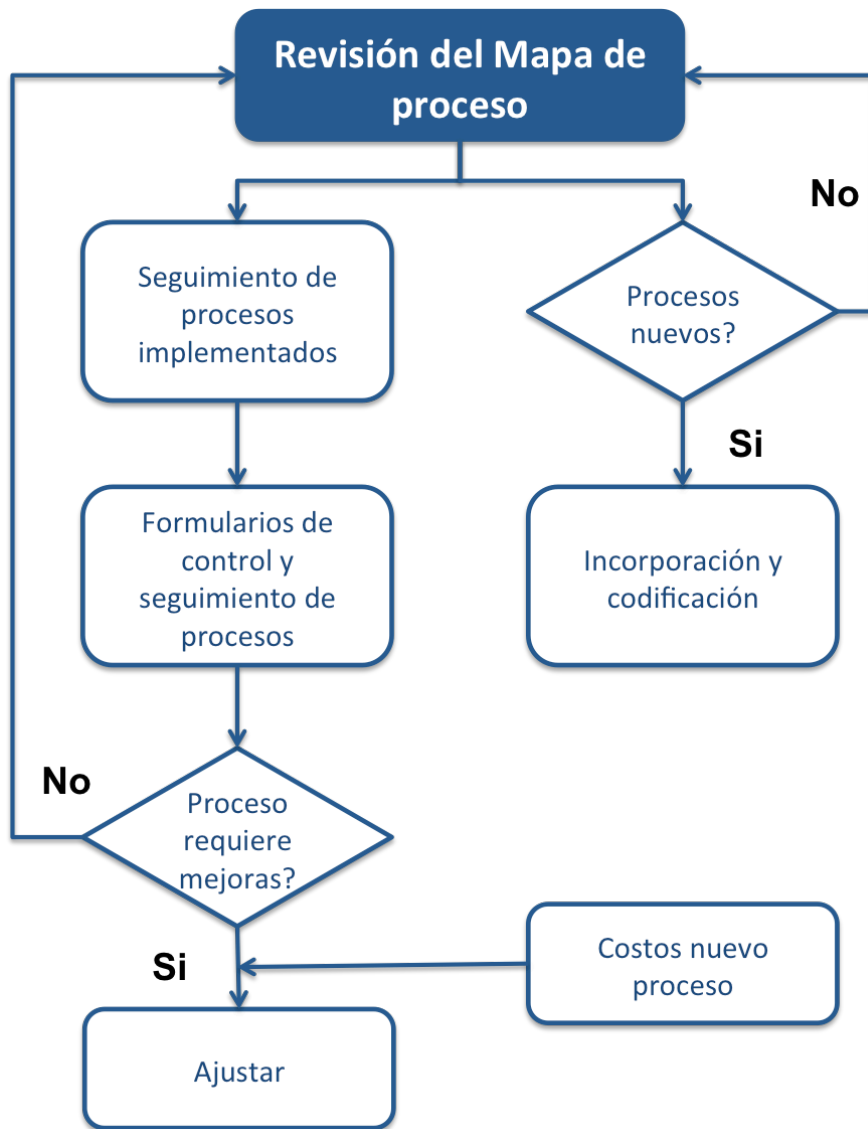 Revisión del Mapa de
proceso
No
Seguimiento de
procesos
implementados
Procesos
nuevos?
Si
Formularios de
control y
seguimiento de
procesos
Incorporación y
codificación
No
Proceso
requiere
mejoras?
Si
Costos nuevo
proceso
Ajustar